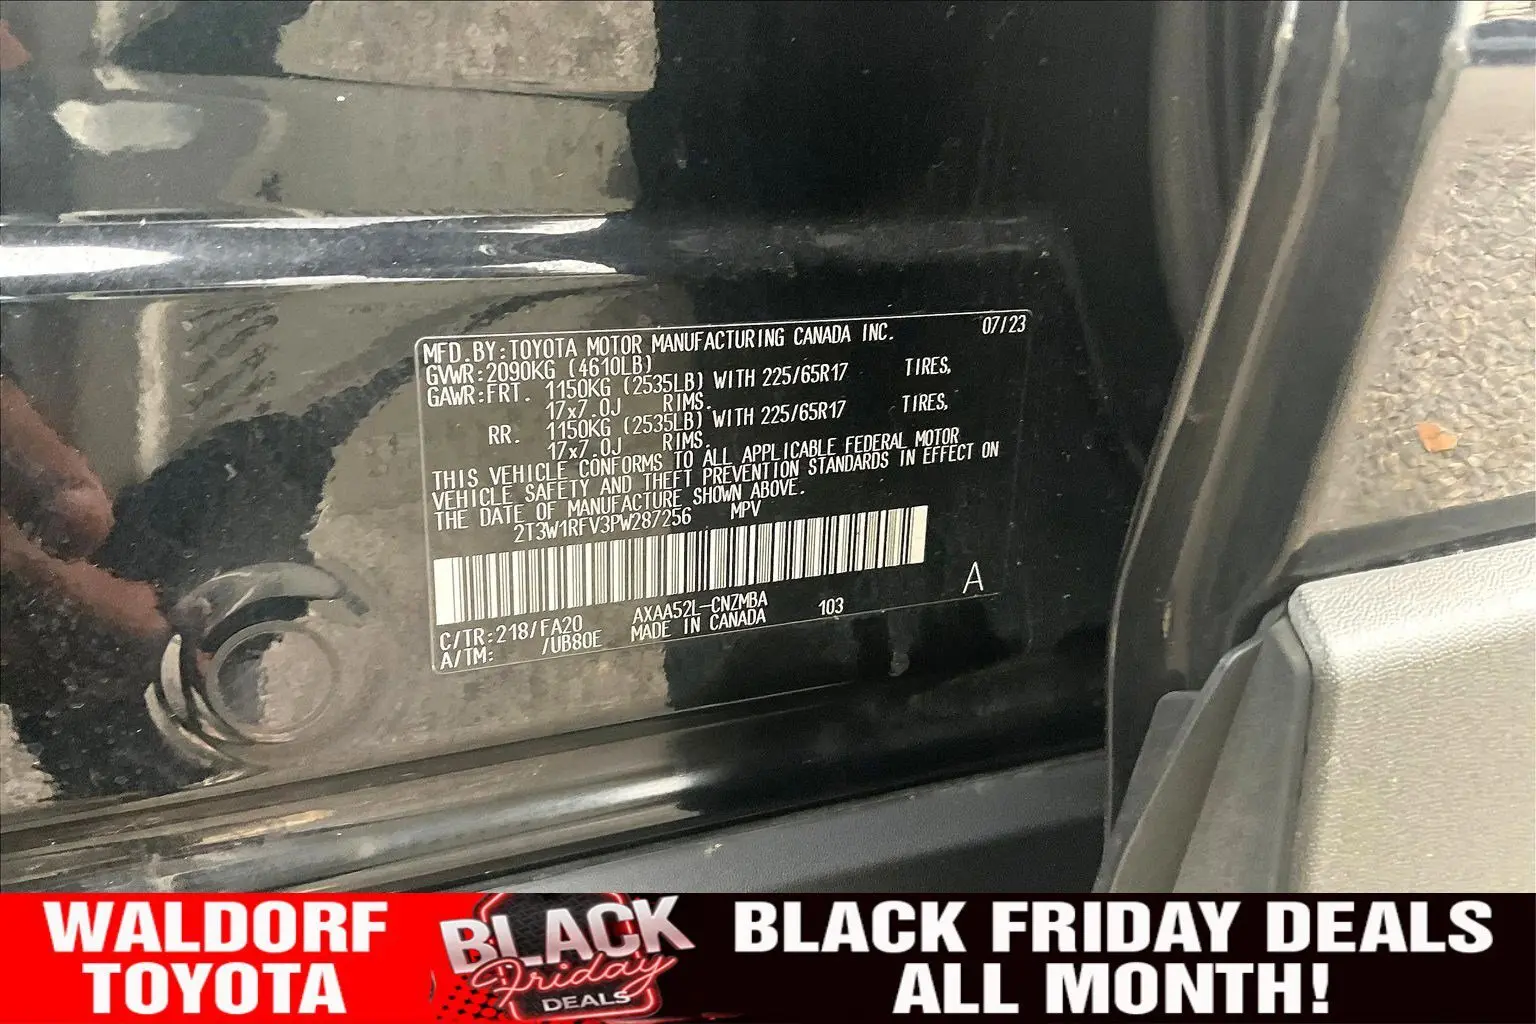 MFD.BY:TOYOTA MOTOR MANUFACTURING CANADA INC. 07/23
GVWR:2090KG (4610LB)
GAWR:FRT. 1150KG (2535LB) WITH 225/65R17 TIRES,
17x7.0J RIMS.
RR. 1150KG (2535LB) WITH 225/65R17 TIRES,
17x7.0J RIMS.
THIS VEHICLE CONFORMS TO ALL APPLICABLE FEDERAL MOTOR
VEHICLE SAFETY AND THEFT PREVENTION STANDARDS IN EFFECT ON
THE DATE OF MANUFACTURE SHOWN ABOVE.
2T3W1RFV3PW287256 MPV
A
C/TR:218/FA20 AXAA52L-CNZMBA 103
A/TM: /UB80E MADE IN CANADA
WALDORF
TOYOTA
BLACK
Friday
DEALS
BLACK FRIDAY DEALS
ALL MONTH!